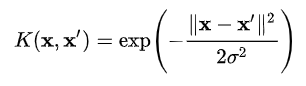 K(x, x′) = exp(−‖x − x′‖² / 2σ²)